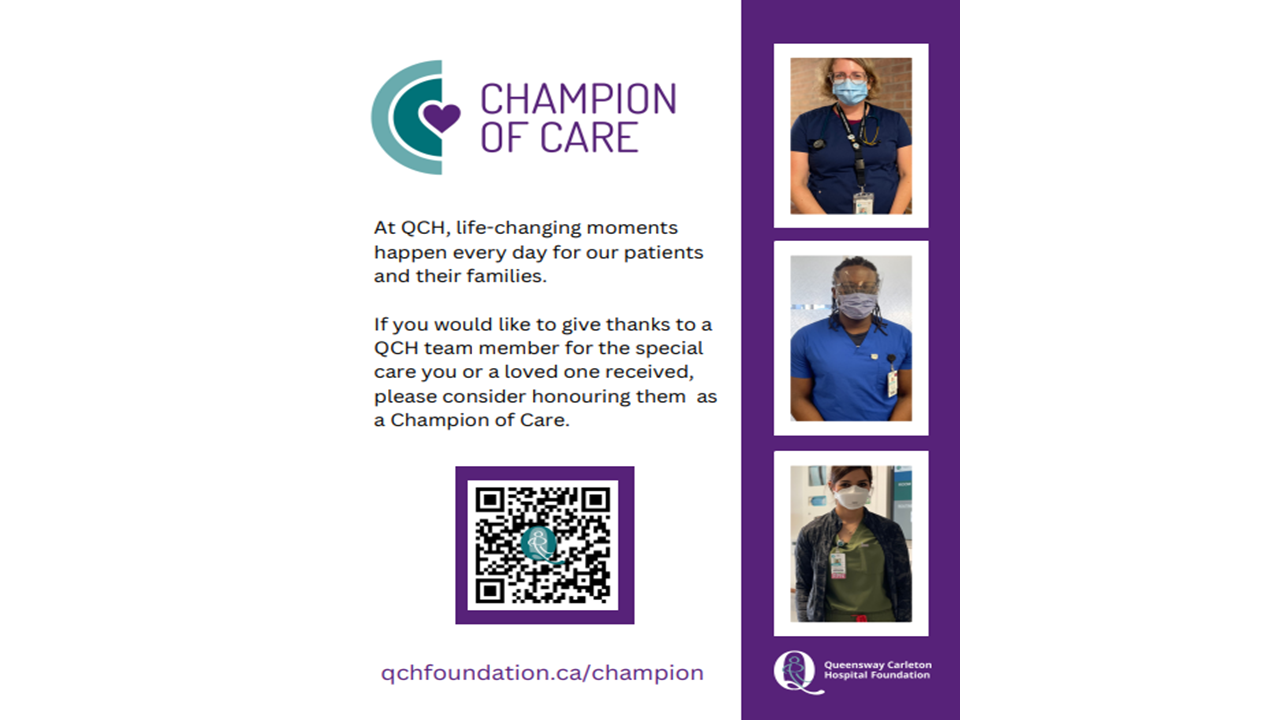 CHAMPION
OF CARE
At QCH, life-changing moments
happen every day for our patients
and their families.
If you would like to give thanks to a
QCH team member for the special
care you or a loved one received,
please consider honouring them  as
a Champion of Care.
qchfoundation.ca/champion
Queensway Carleton
Hospital Foundation